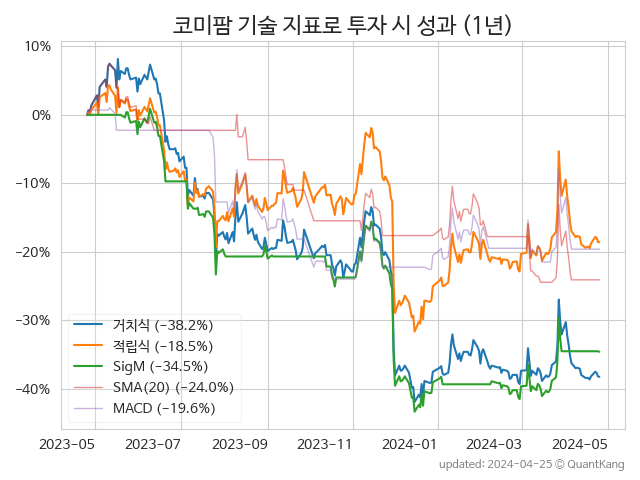 코미팜 기술 지표로 투자 시 성과 (1년)
10%
0%
−10%
−20%
−30%
−40%
거치식 (−38.2%)
적립식 (−18.5%)
SigM (−34.5%)
SMA(20) (−24.0%)
MACD (−19.6%)
2023−05 2023−07 2023−09 2023−11 2024−01 2024−03 2024−05
updated: 2024-04-25 © QuantKang